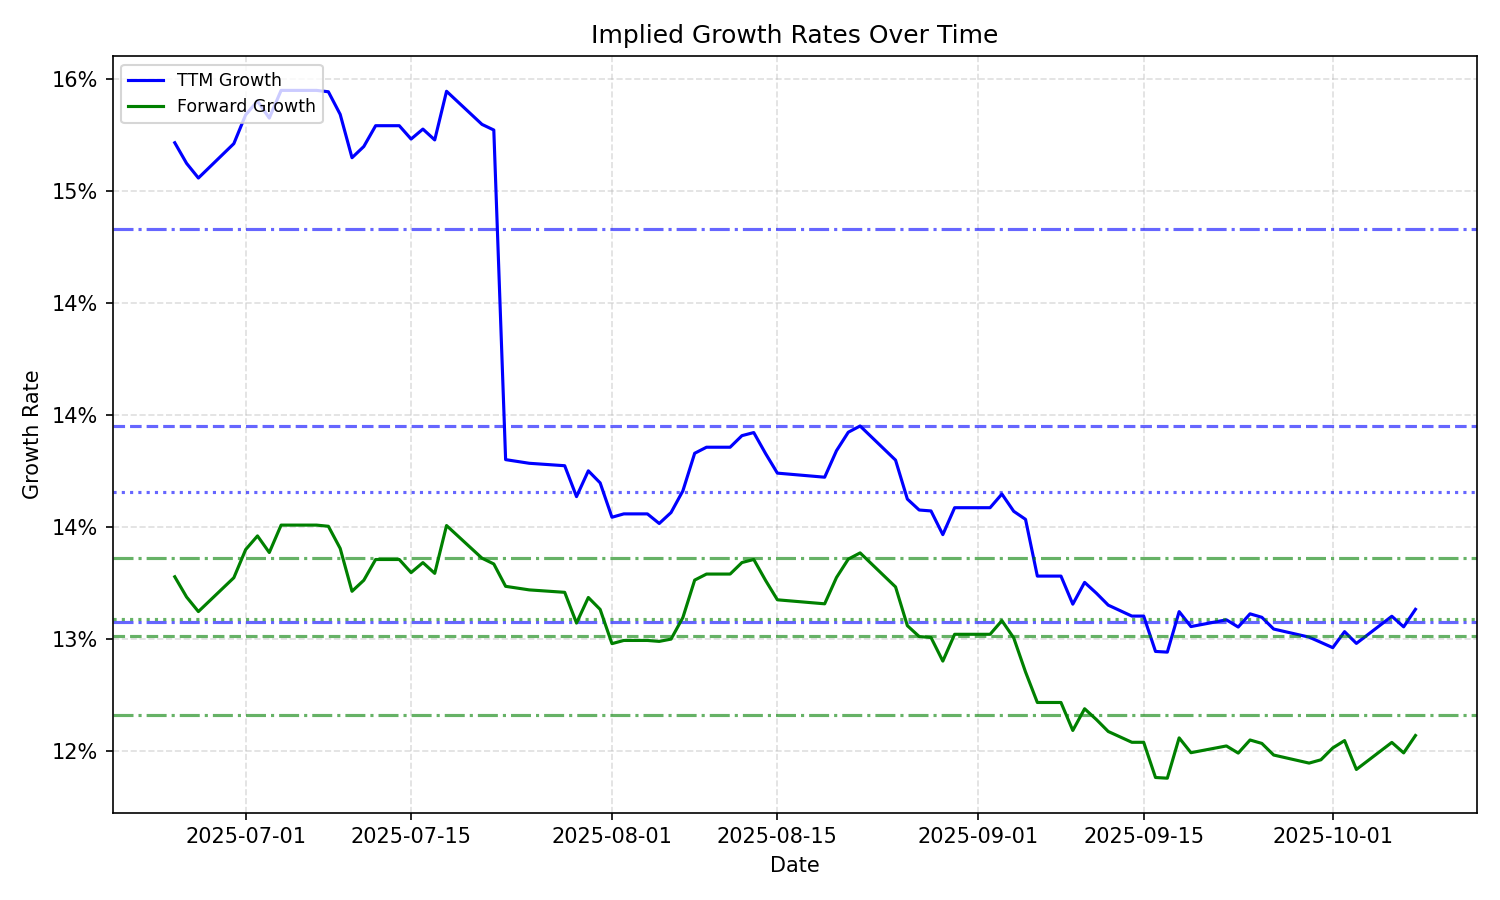 Implied Growth Rates Over Time
TTM Growth
Forward Growth
16%
15%
14%
14%
14%
13%
12%
Growth Rate
2025-07-01
2025-07-15
2025-08-01
2025-08-15
2025-09-01
2025-09-15
2025-10-01
Date